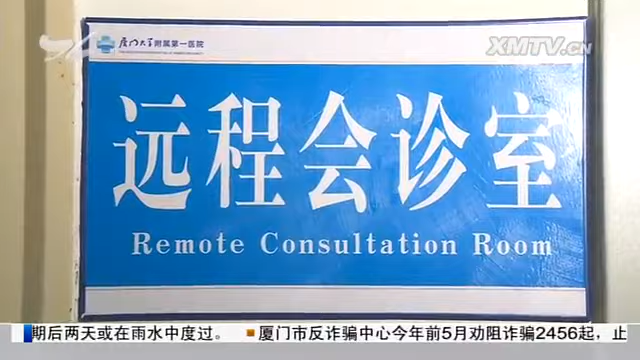 厦门大学附属第一医院
XMTV.CN
远程会诊室
Remote Consultation Room
期后两天或在雨水中度过。 ■厦门市反诈骗中心今年前5月劝阻诈骗2456起，止